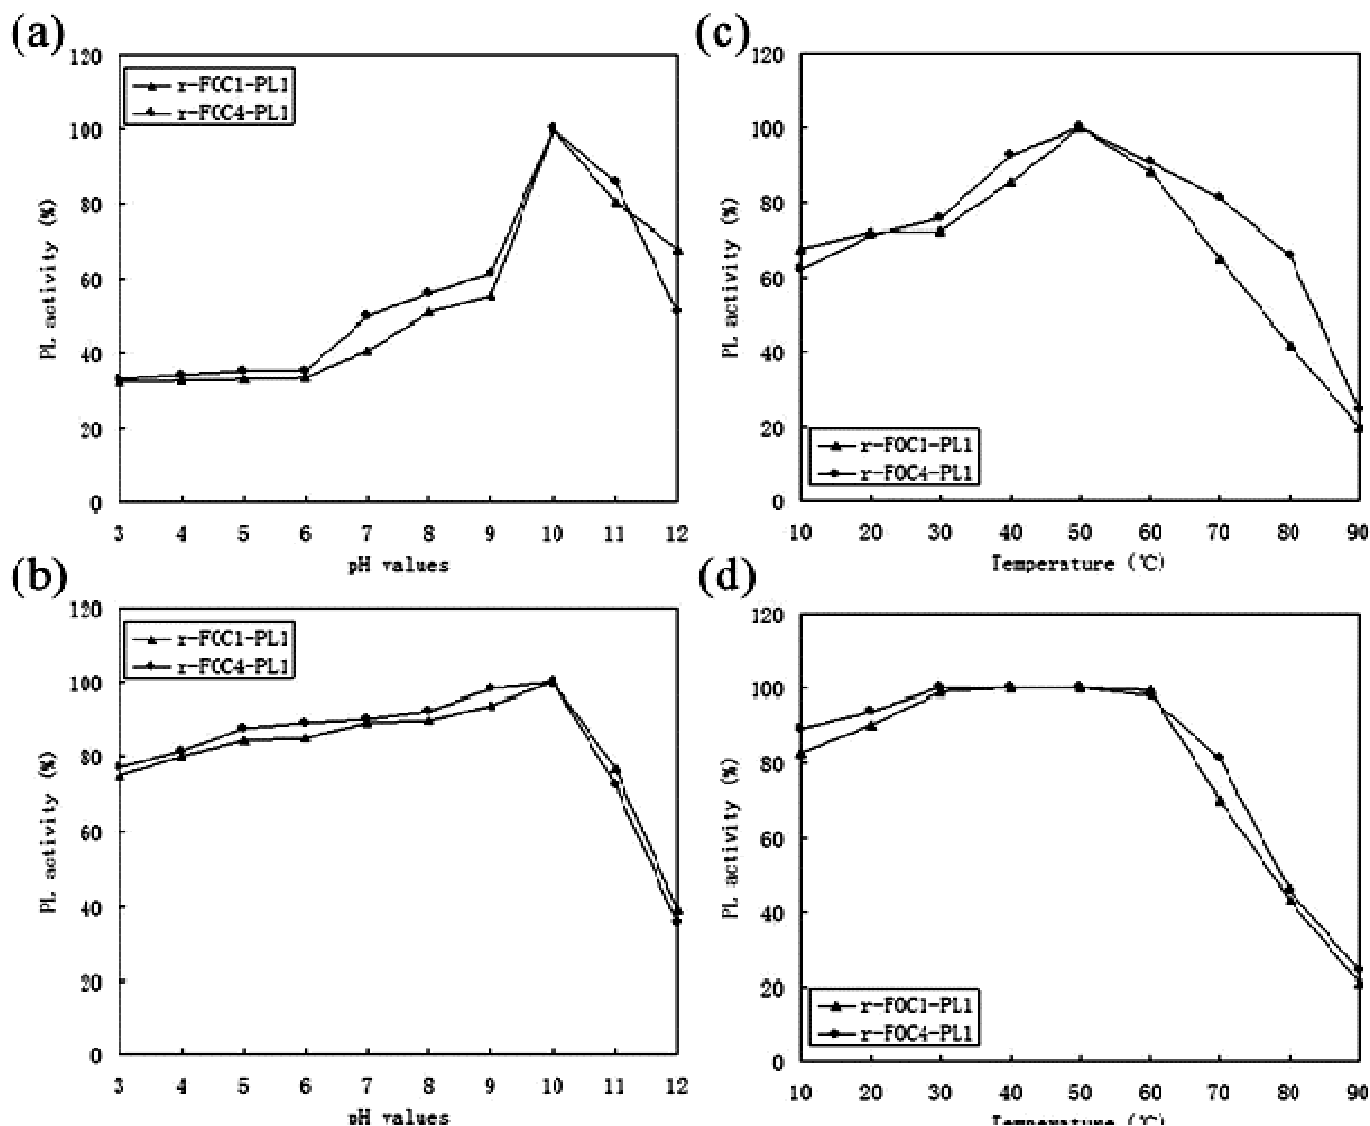 (a)
120
100
80
60
40
20
0
PL activity (%)
r-FOC1-PL1
r-FOC4-PL1
3 4 5 6 7 8 9 10 11 12
pH values
(c)
120
100
80
60
40
20
0
PL activity (%)
r-FOC1-PL1
r-FOC4-PL1
10 20 30 40 50 60 70 80 90
Temperature (℃)
(b)
120
100
80
60
40
20
0
PL activity (%)
r-FOC1-PL1
r-FOC4-PL1
3 4 5 6 7 8 9 10 11 12
pH values
(d)
120
100
80
60
40
20
0
PL activity (%)
r-FOC1-PL1
r-FOC4-PL1
10 20 30 40 50 60 70 80 90
Temperature (℃)